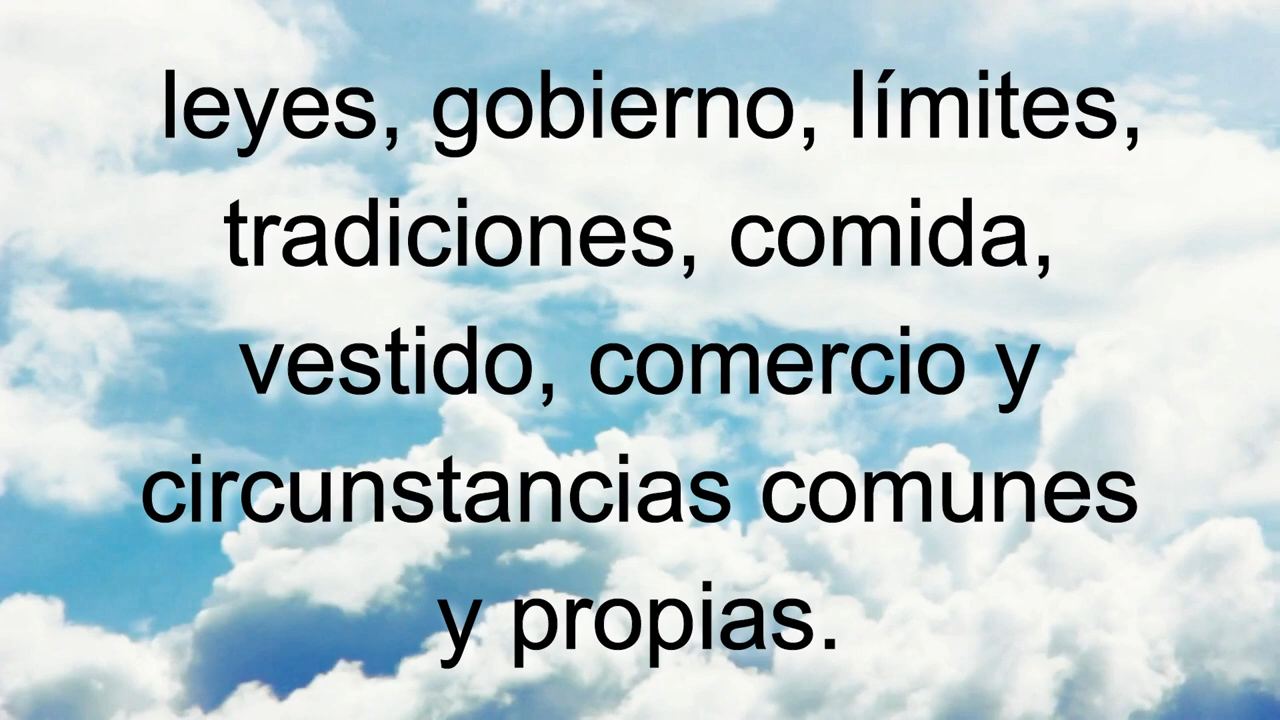 leyes, gobierno, límites,
tradiciones, comida,
vestido, comercio y
circunstancias comunes
y propias.